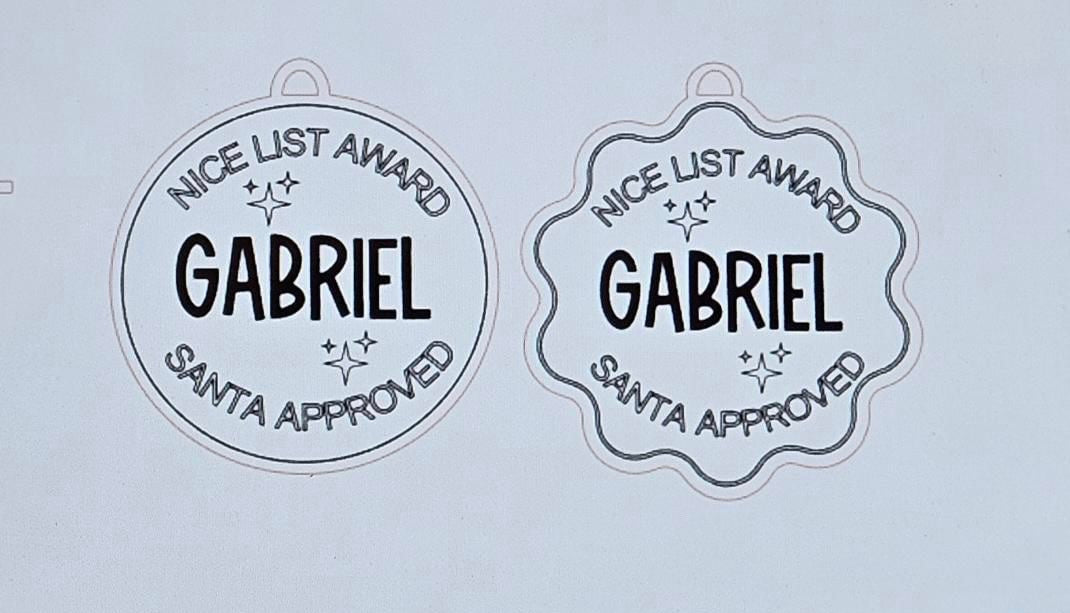 NICE LIST AWARD
GABRIEL
SANTA APPROVED
NICE LIST AWARD
GABRIEL
SANTA APPROVED